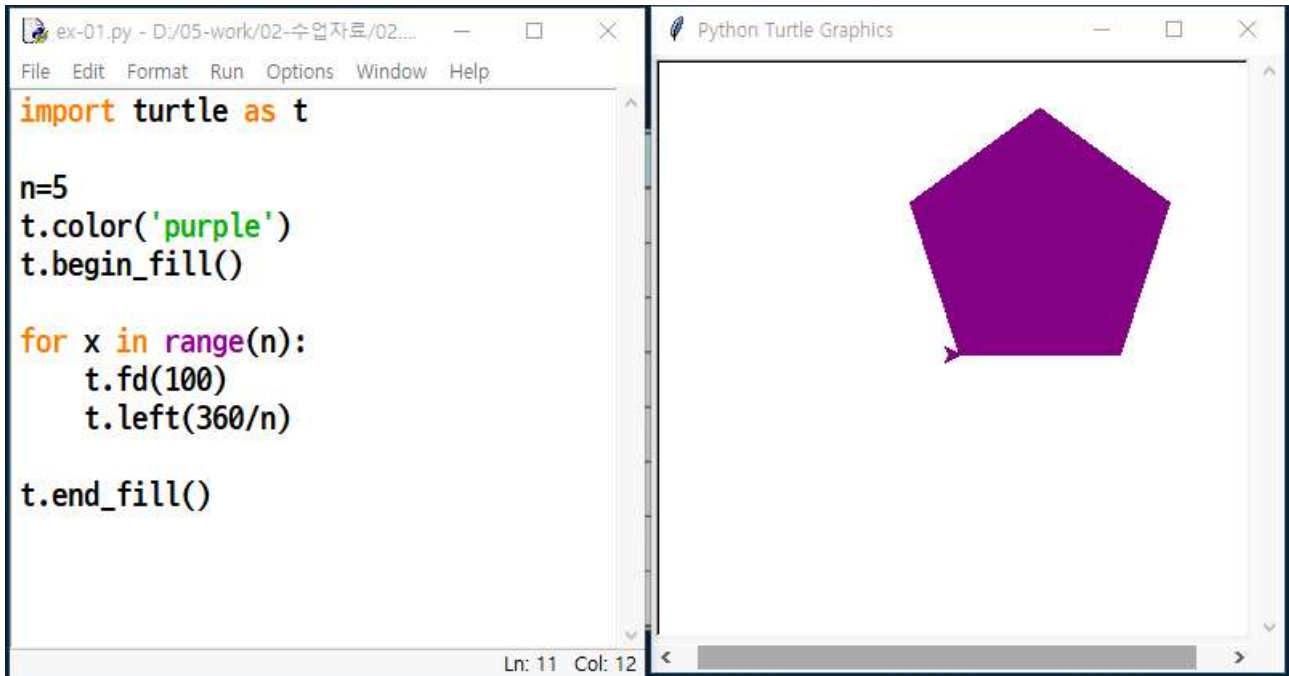 ex-01.py - D:/05-work/02-수업자료/02....
File Edit Format Run Options Window Help
import turtle as t
n=5
t.color('purple')
t.begin_fill()
for x in range(n):
    t.fd(100)
    t.left(360/n)
t.end_fill()
Ln: 11 Col: 12
Python Turtle Graphics